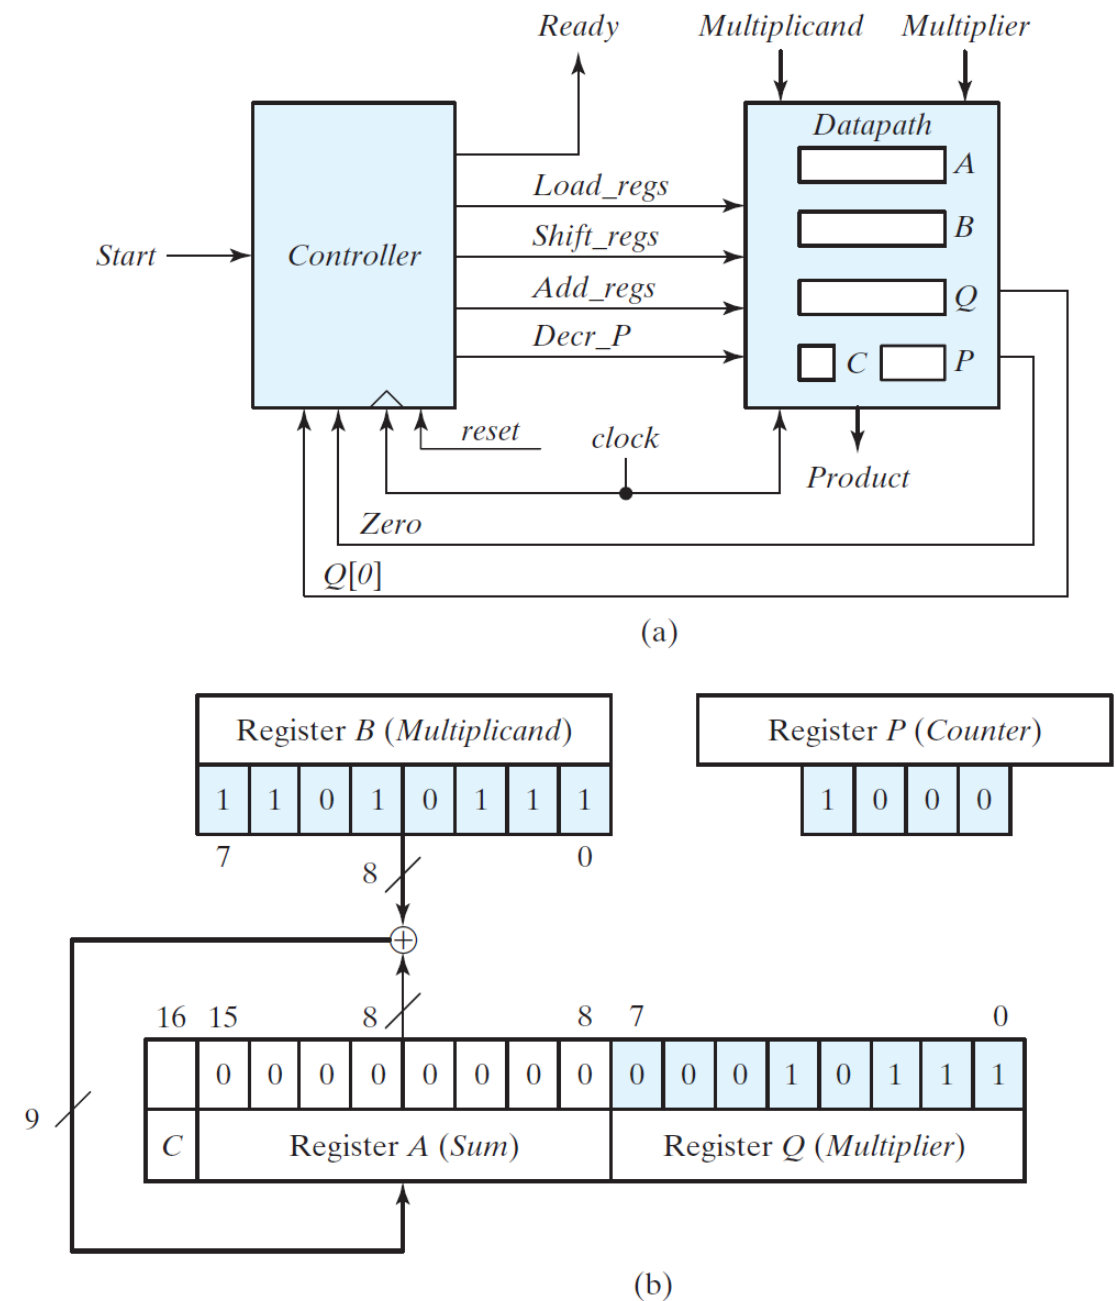 Ready Multiplicand Multiplier
Datapath
A
Load_regs
B
Start Controller Shift_regs
Add_regs Q
Decr_P
C P
reset clock
Product
Zero
Q[0]
(a)
Register B (Multiplicand) Register P (Counter)
1 1 0 1 0 1 1 1 1 0 0 0
7 8 0
+
16 15 8 8 7 0
0 0 0 0 0 0 0 0 0 0 0 1 0 1 1 1
9
C Register A (Sum) Register Q (Multiplier)
(b)